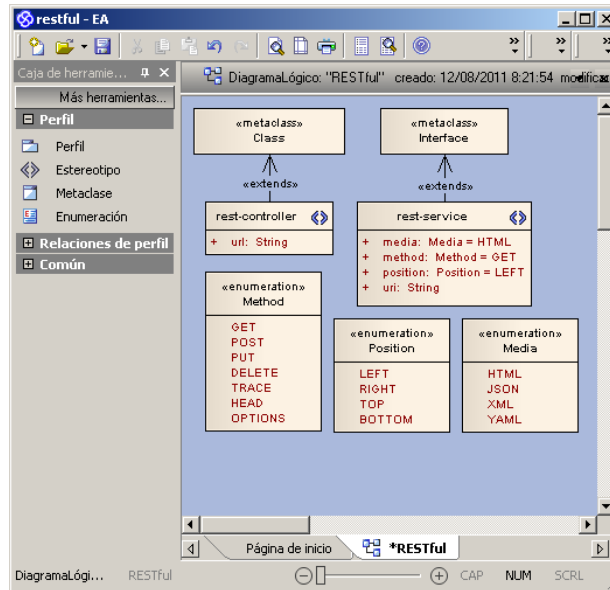 restful - EA
Caja de herramie...
Más herramientas...
Perfil
Perfil
Estereotipo
Metaclase
Enumeración
Relaciones de perfil
Común
DiagramaLógico: "RESTful" creado: 12/08/2011 8:21:54
«metaclass»
Class
«metaclass»
Interface
«extends»
«extends»
rest-controller
+ url: String
rest-service
+ media: Media = HTML
+ method: Method = GET
+ position: Position = LEFT
+ uri: String
«enumeration»
Method
GET
POST
PUT
DELETE
TRACE
HEAD
OPTIONS
«enumeration»
Position
LEFT
RIGHT
TOP
BOTTOM
«enumeration»
Media
HTML
JSON
XML
YAML
Página de inicio
*RESTful
DiagramaLógi... RESTful CAP NUM SCRL